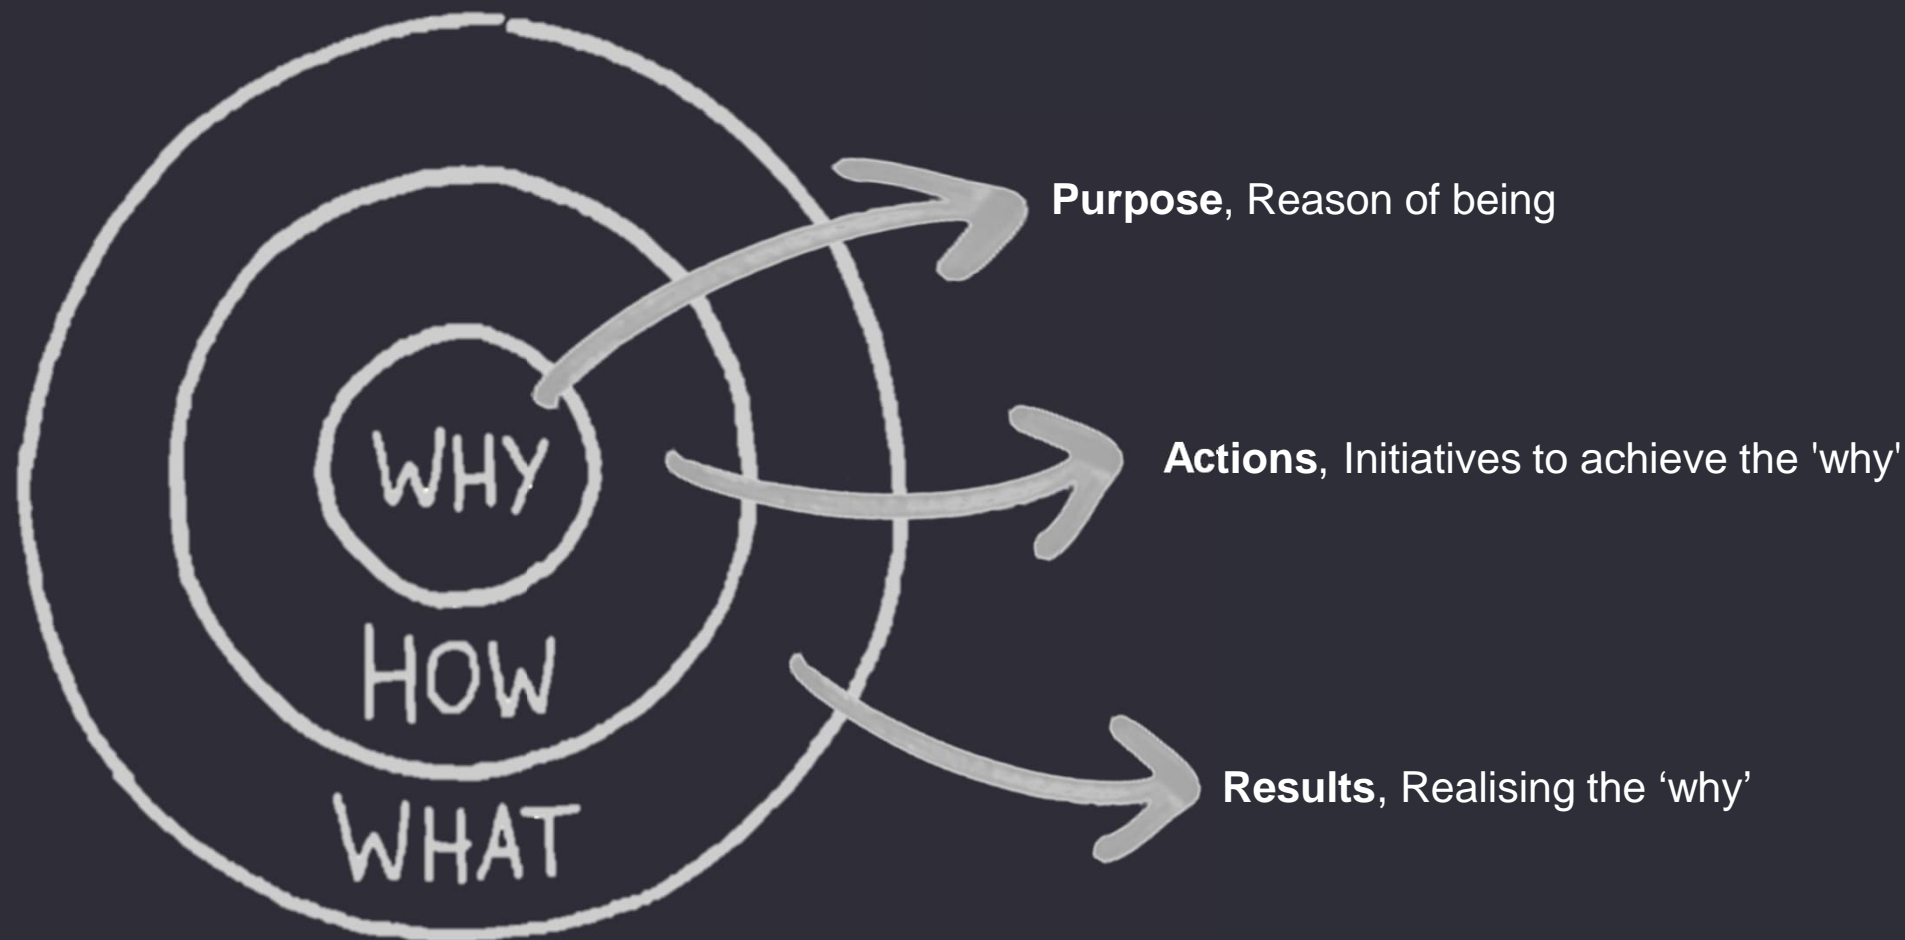 Purpose, Reason of being
WHY
Actions, Initiatives to achieve the 'why'
HOW
Results, Realising the ‘why’
WHAT